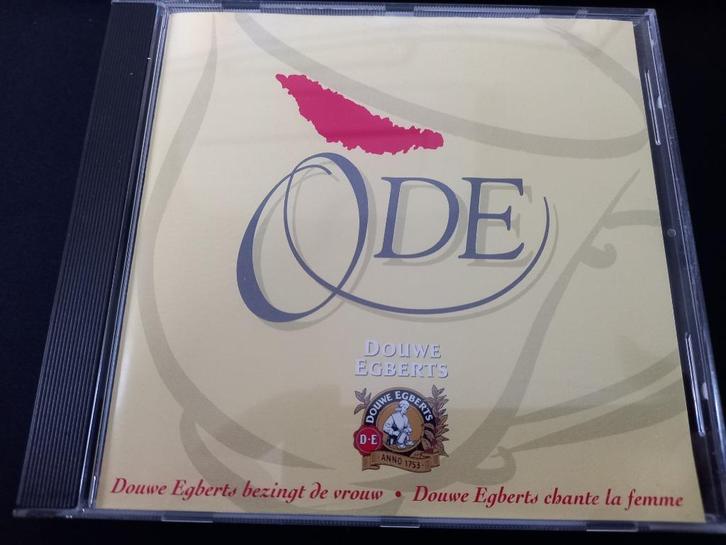 ODE
DOUWE
EGBERTS
DOUWE EGBERTS
D·E
ANNO 1753
Douwe Egberts bezingt de vrouw • Douwe Egberts chante la femme